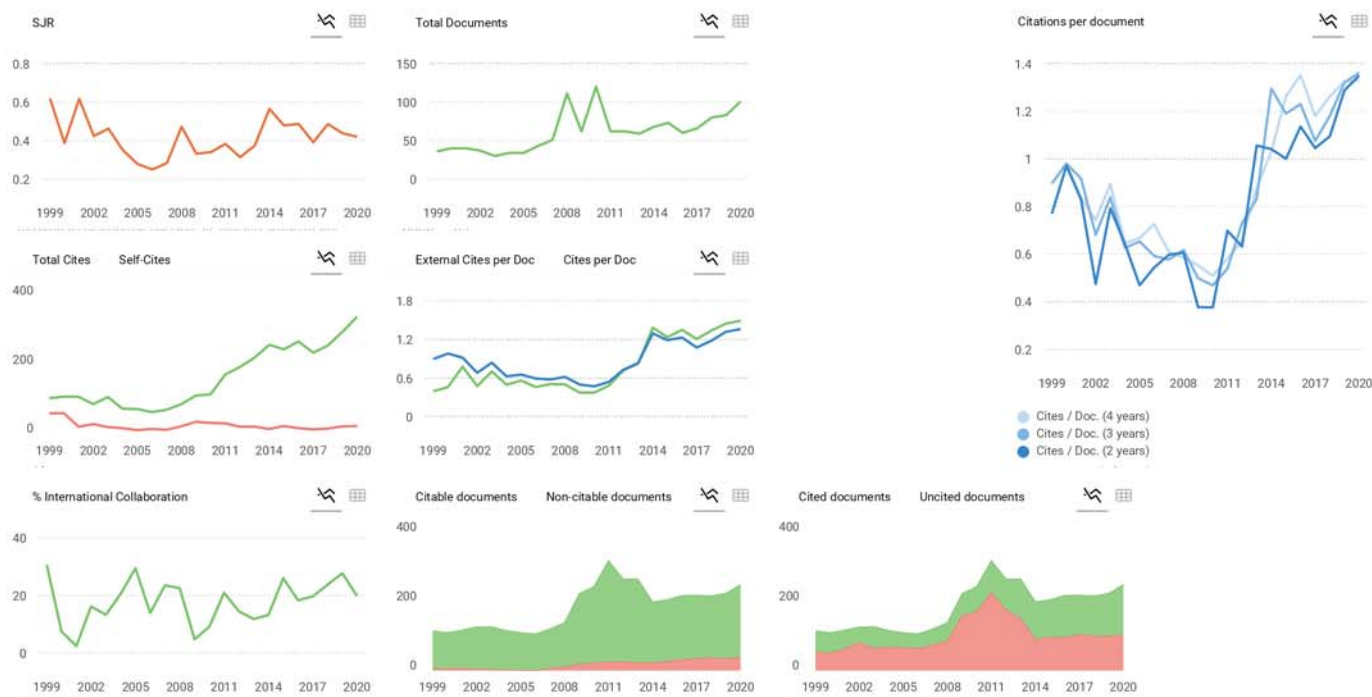 SJR
0.8
0.6
0.4
0.2
1999 2002 2005 2008 2011 2014 2017 2020
Total Documents
150
100
50
0
1999 2002 2005 2008 2011 2014 2017 2020
Citations per document
1.4
1.2
1
0.8
0.6
0.4
0.2
1999 2002 2005 2008 2011 2014 2017 2020
Cites / Doc. (4 years)
Cites / Doc. (3 years)
Cites / Doc. (2 years)
Total Cites Self-Cites
400
200
0
1999 2002 2005 2008 2011 2014 2017 2020
External Cites per Doc Cites per Doc
1.8
1.2
0.6
0
1999 2002 2005 2008 2011 2014 2017 2020
% International Collaboration
40
20
0
1999 2002 2005 2008 2011 2014 2017 2020
Citable documents Non-citable documents
400
200
0
1999 2002 2005 2008 2011 2014 2017 2020
Cited documents Uncited documents
400
200
0
1999 2002 2005 2008 2011 2014 2017 2020